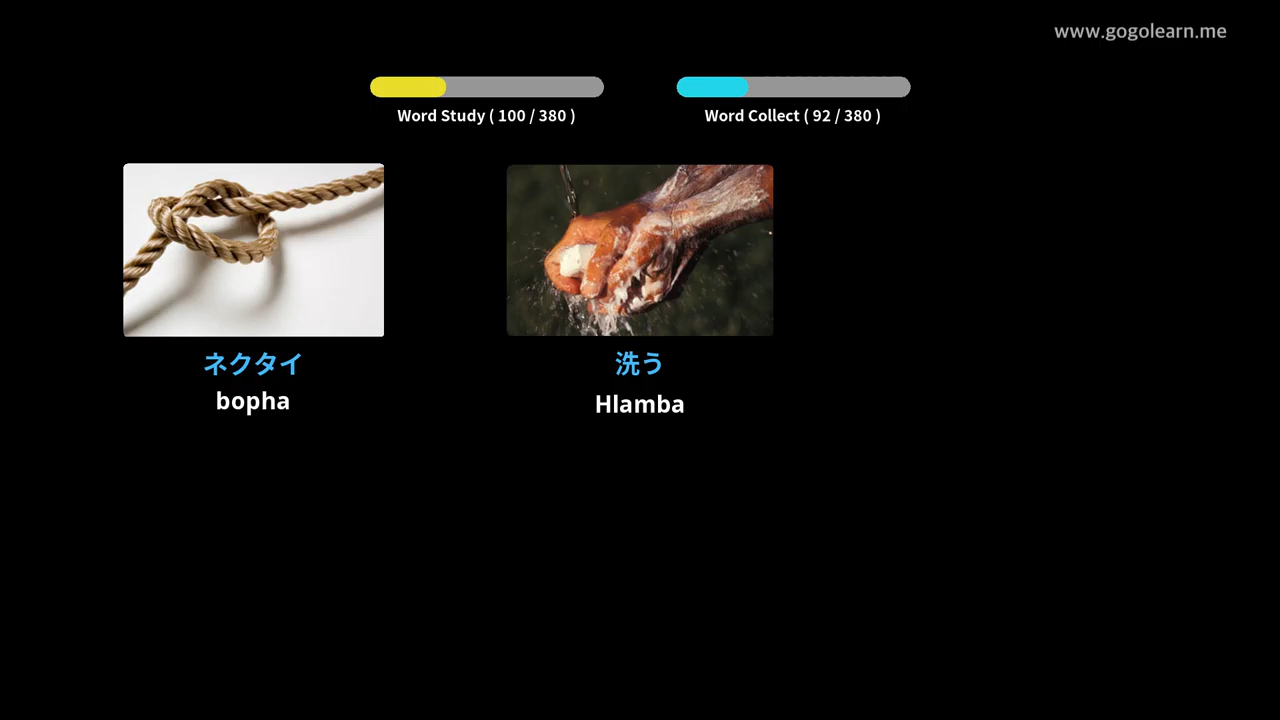 www.gogolearn.me
Word Study ( 100 / 380 )
Word Collect ( 92 / 380 )
ネクタイ
bopha
洗う
Hlamba